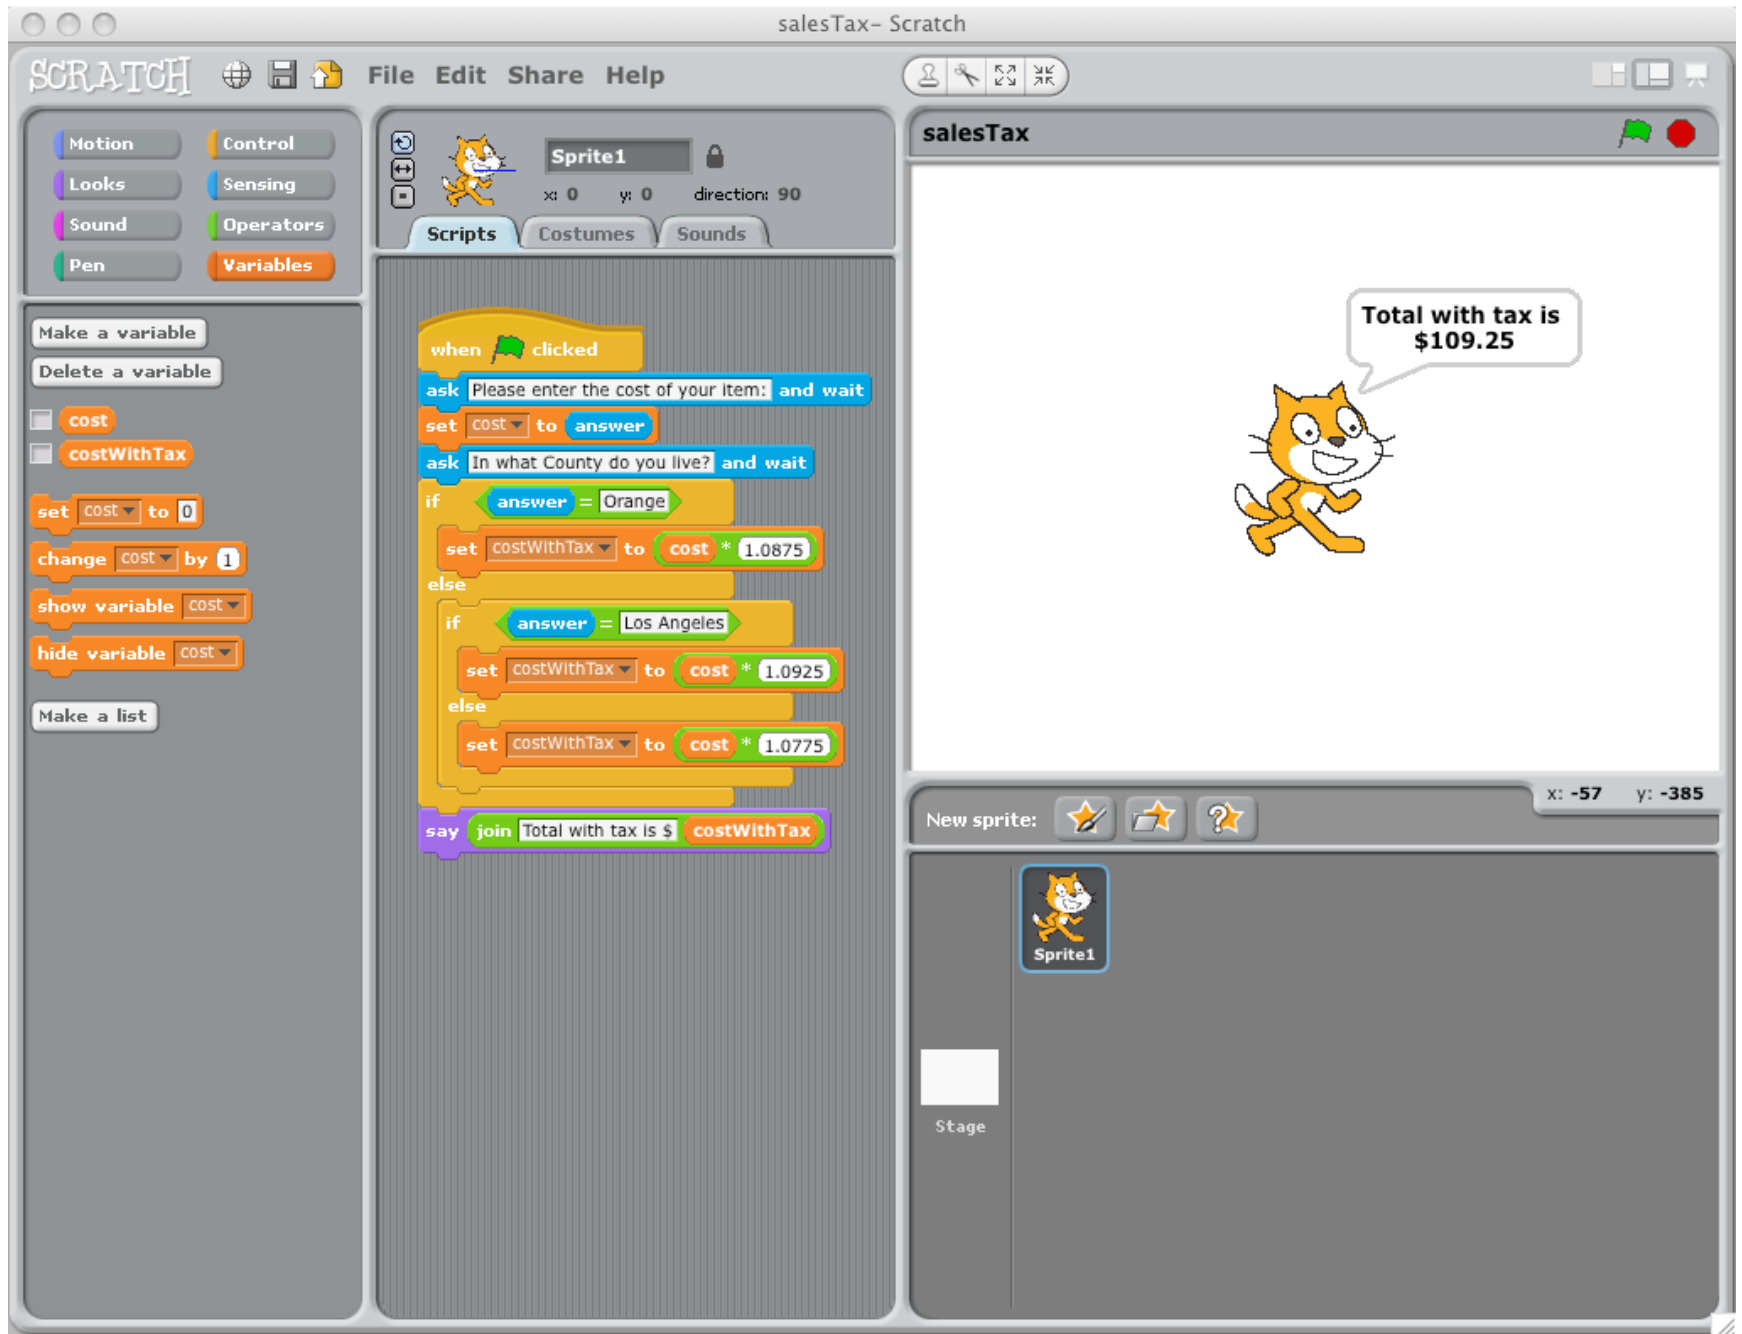 salesTax- Scratch
SCRATCH File Edit Share Help
Motion Control
Looks Sensing
Sound Operators
Pen Variables
Make a variable
Delete a variable
cost
costWithTax
set cost to 0
change cost by 1
show variable cost
hide variable cost
Make a list
Sprite1
x: 0 y: 0 direction: 90
Scripts Costumes Sounds
when clicked
ask Please enter the cost of your item: and wait
set cost to answer
ask In what County do you live? and wait
if answer = Orange
set costWithTax to cost * 1.0875
else
if answer = Los Angeles
set costWithTax to cost * 1.0925
else
set costWithTax to cost * 1.0775
say join Total with tax is $ costWithTax
salesTax
Total with tax is
$109.25
x: -57 y: -385
New sprite:
Sprite1
Stage